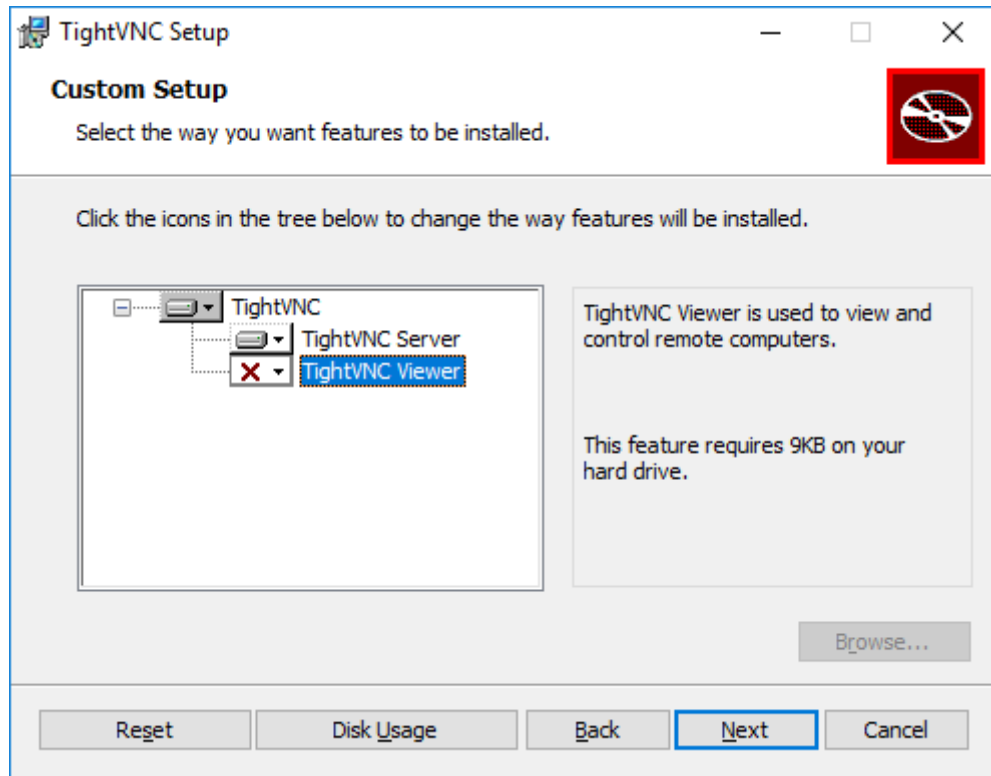 TightVNC Setup
Custom Setup
Select the way you want features to be installed.
Click the icons in the tree below to change the way features will be installed.
TightVNC
TightVNC Server
TightVNC Viewer
TightVNC Viewer is used to view and
control remote computers.
This feature requires 9KB on your
hard drive.
Browse...
Reset
Disk Usage
Back
Next
Cancel